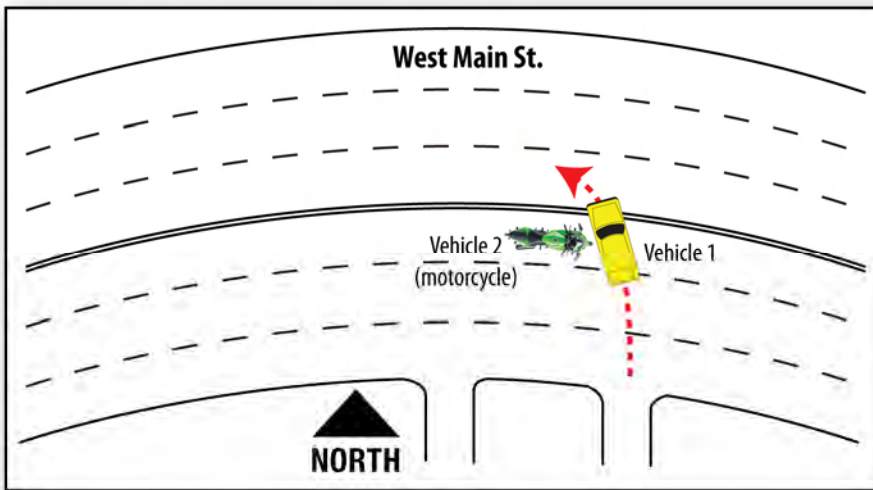 West Main St.
Vehicle 2
(motorcycle)
Vehicle 1
NORTH